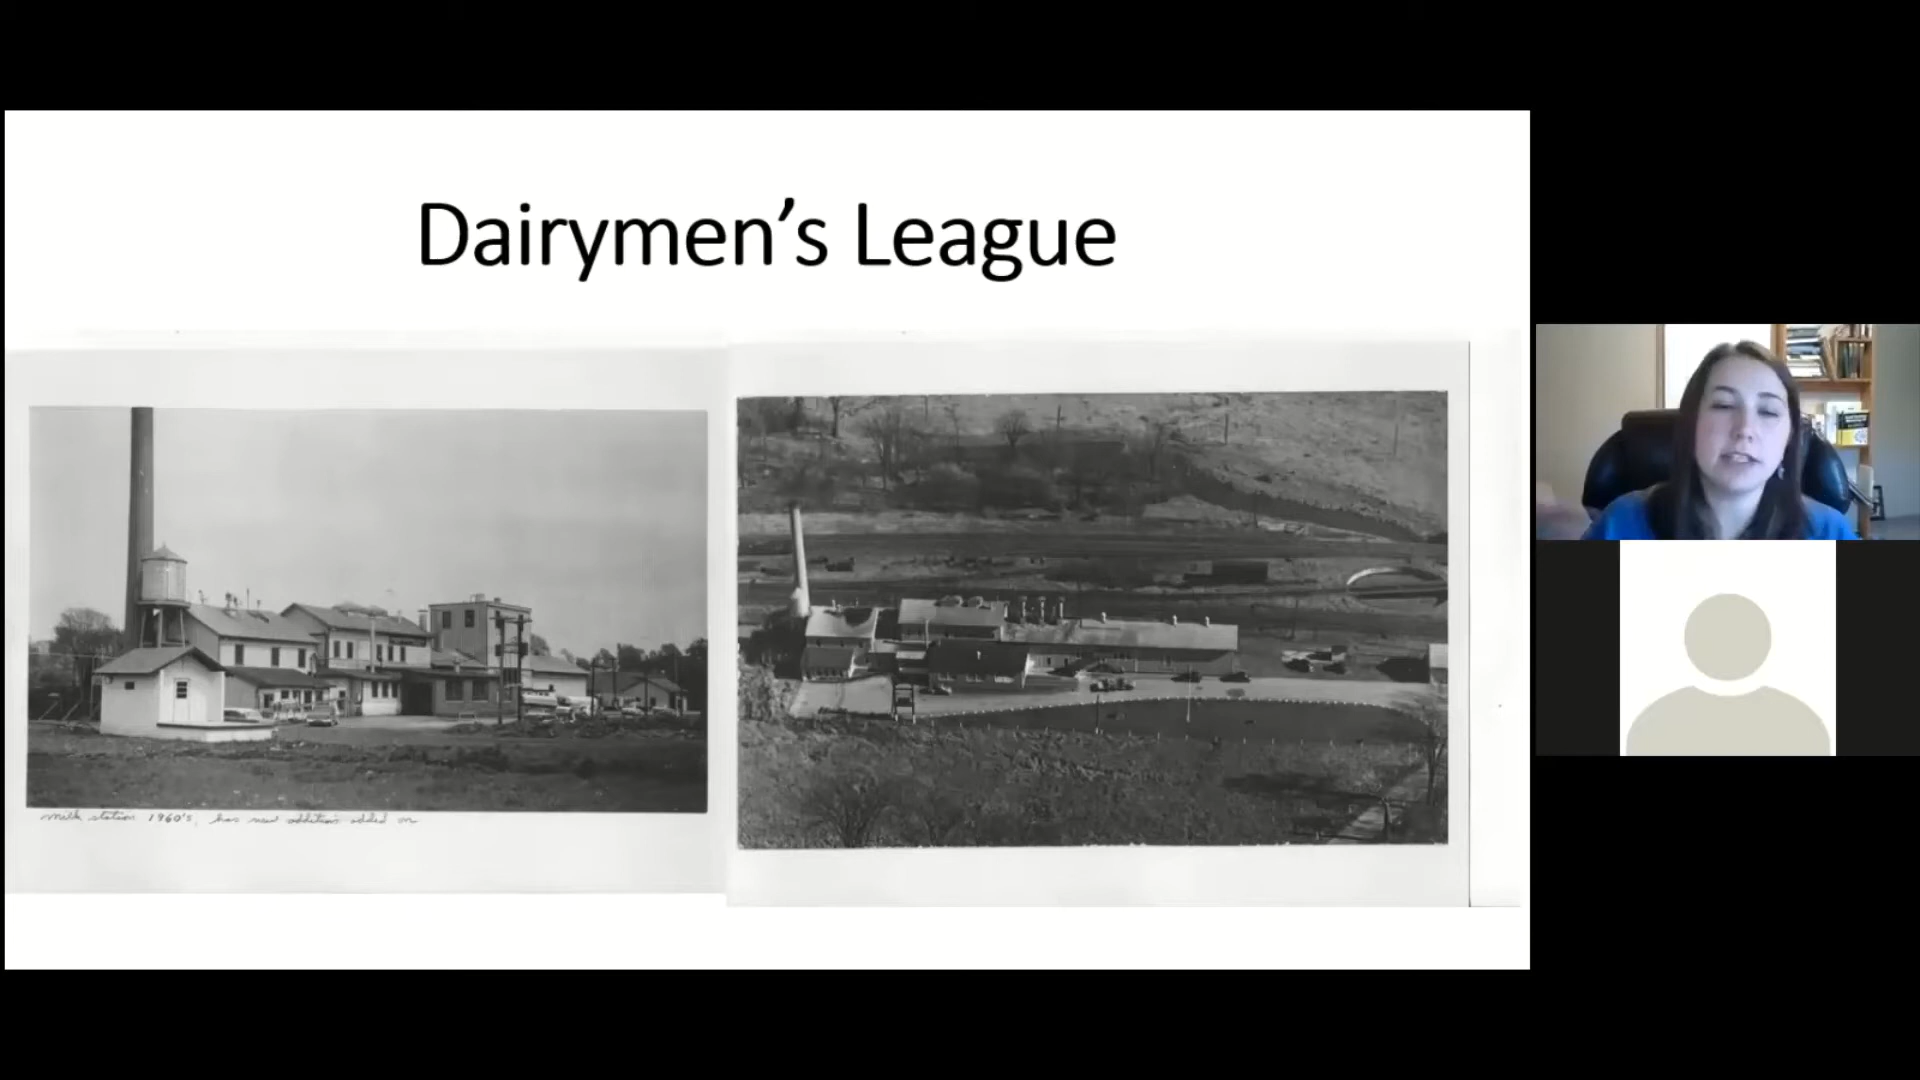 Dairymen’s League
milk station 1960's, has new addition added on